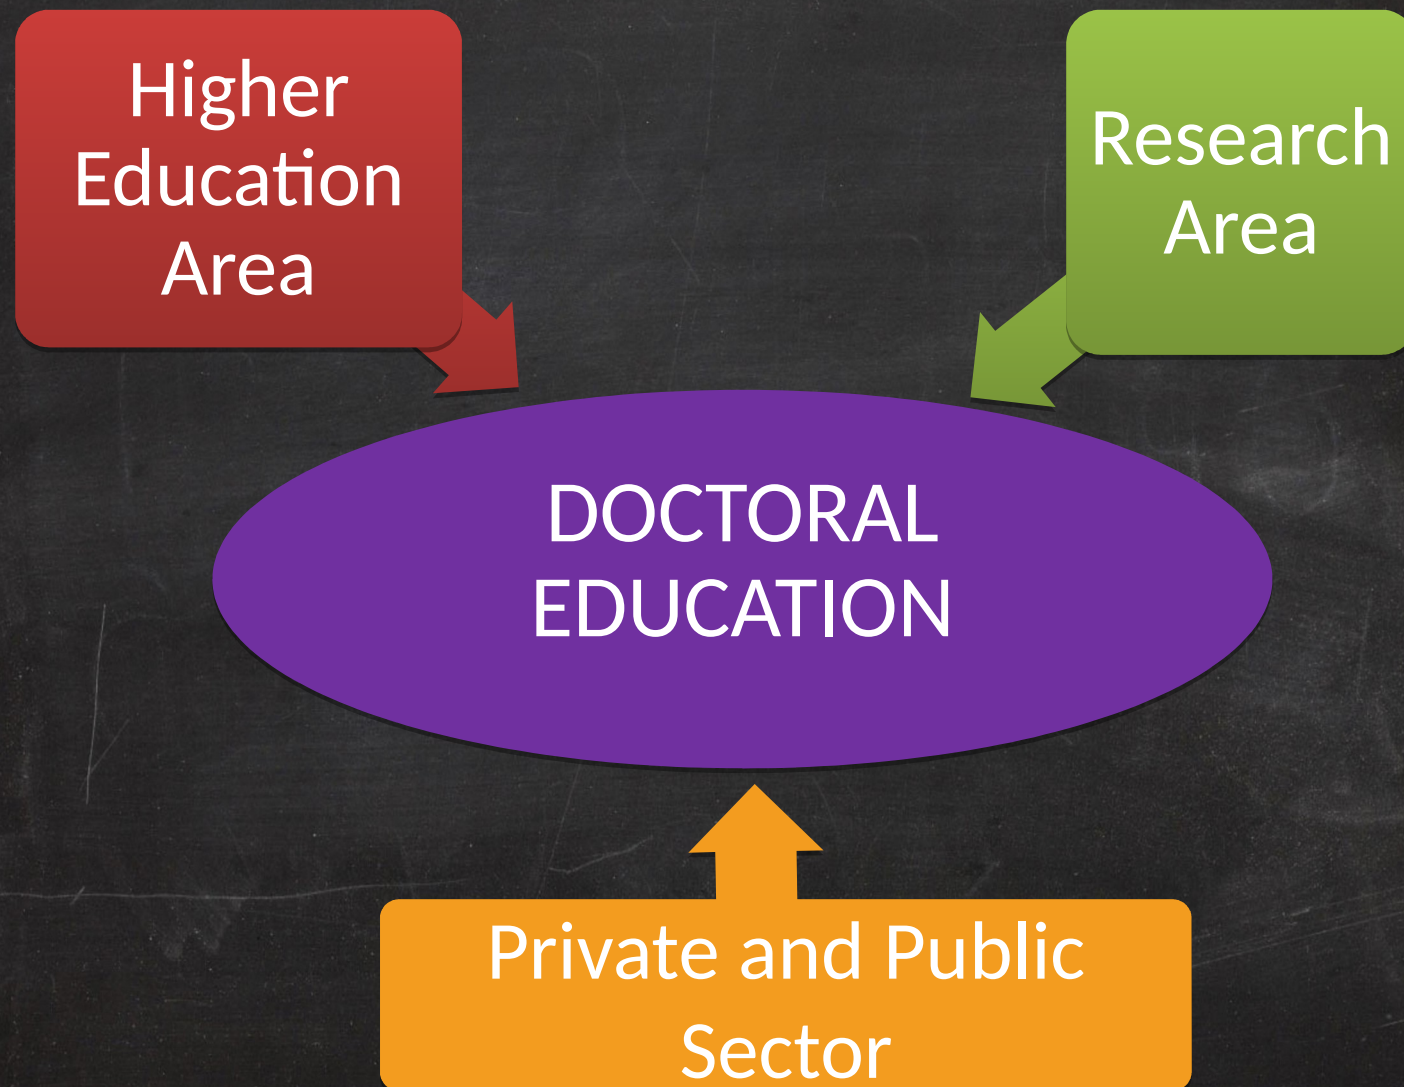 Higher
Education
Area
Research
Area
DOCTORAL
EDUCATION
Private and Public
Sector